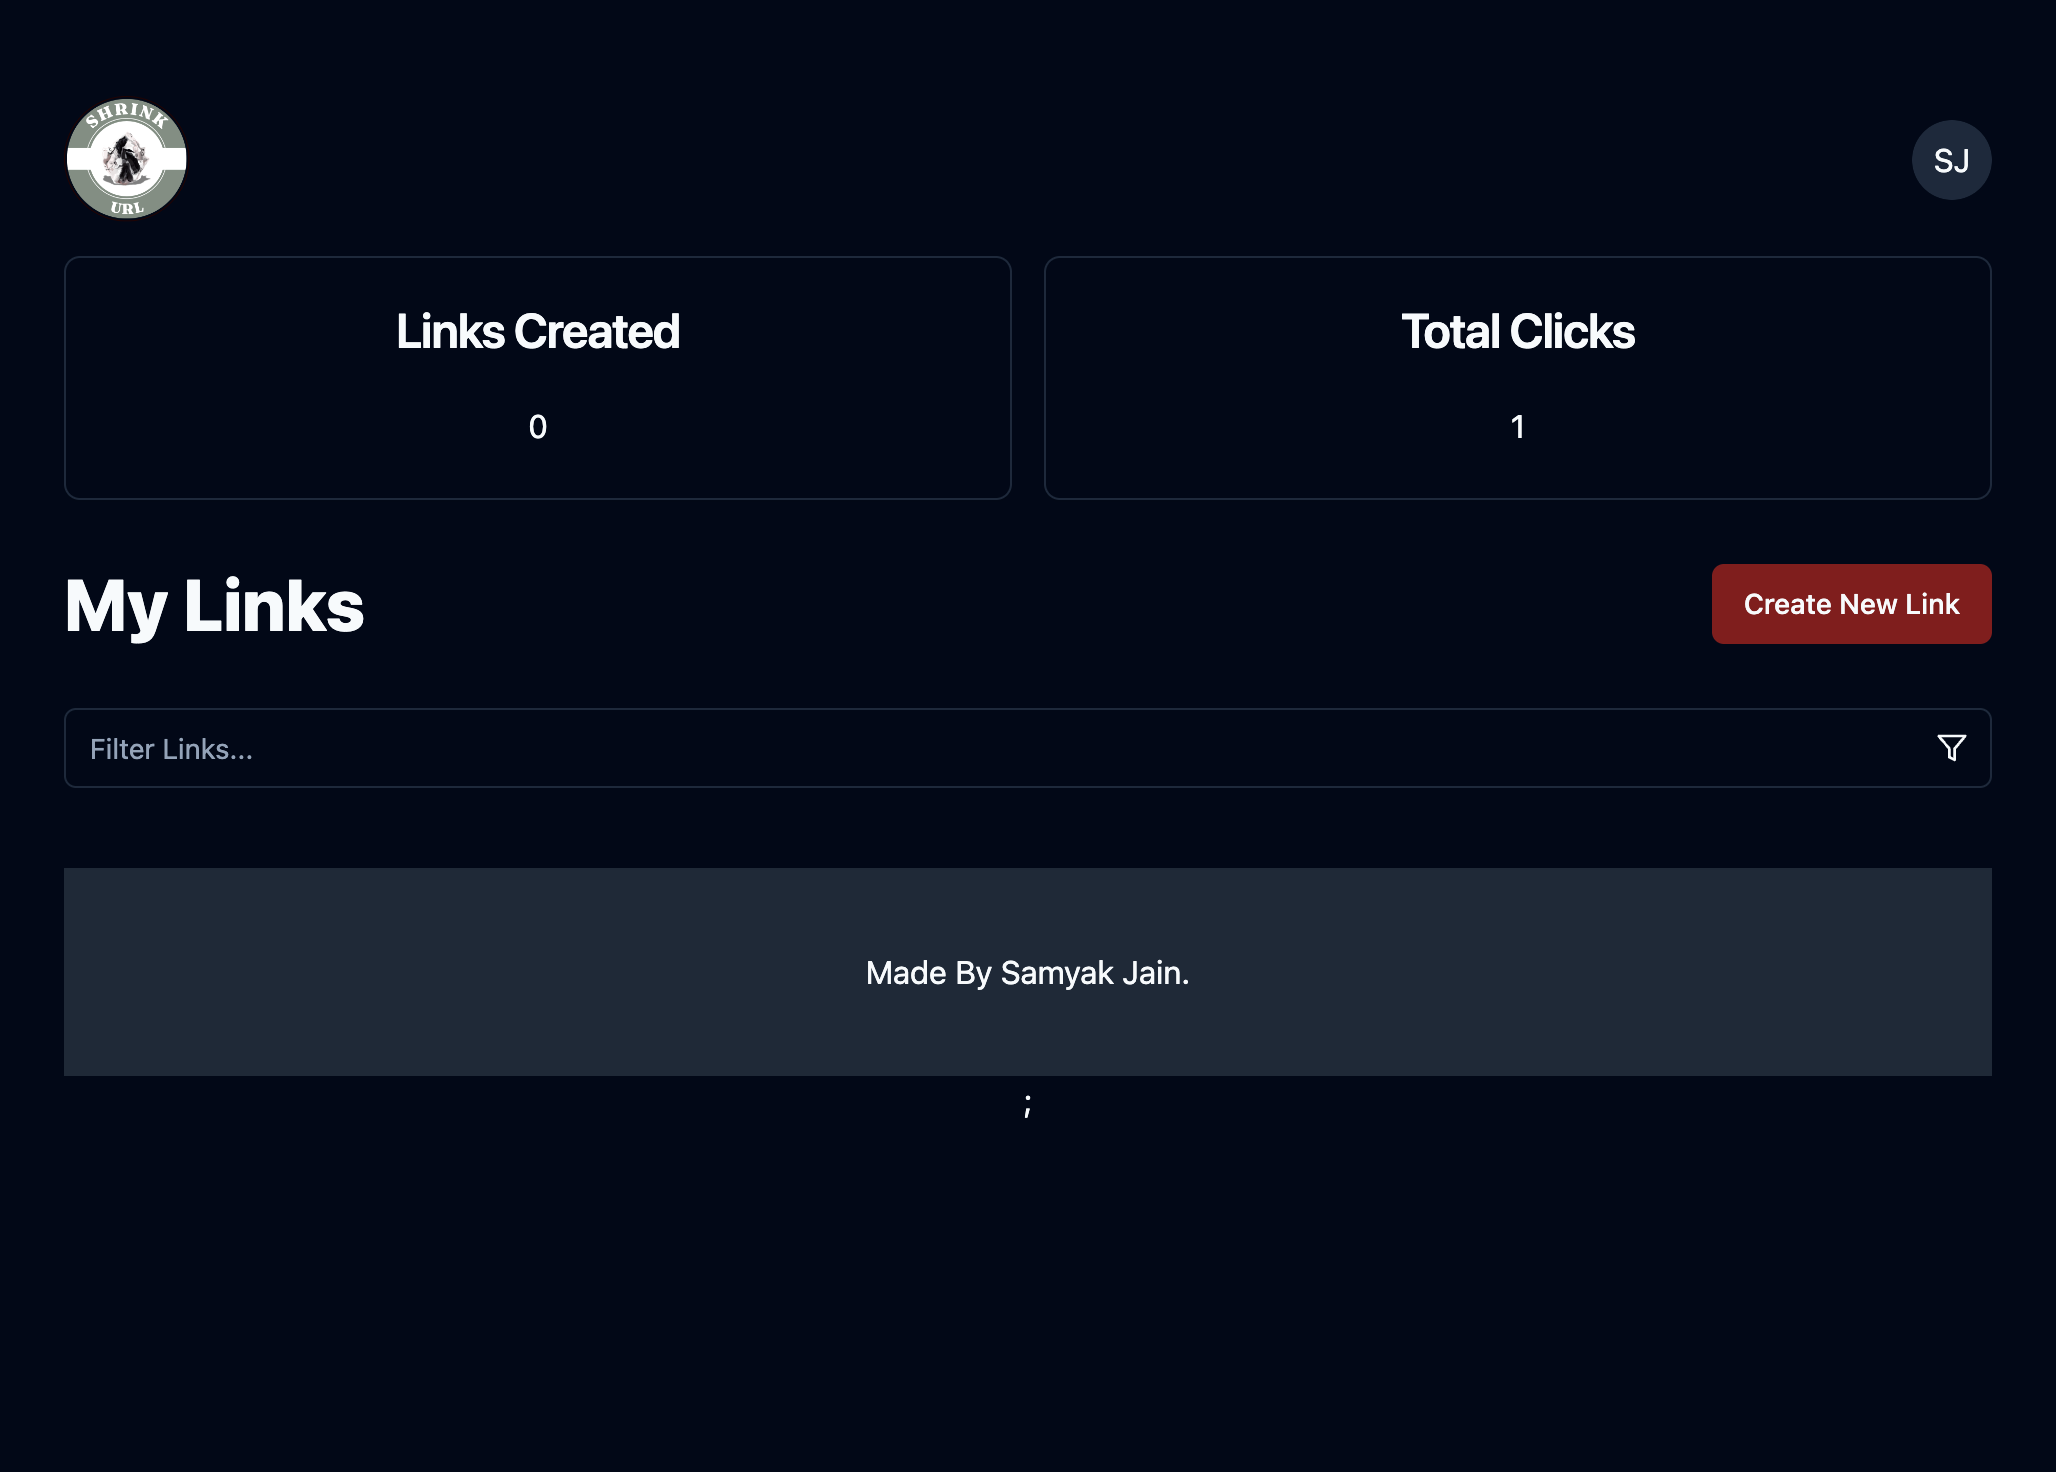 SHRINK
URL
SJ
Links Created
Total Clicks
0
1
My Links
Create New Link
Filter Links...
Made By Samyak Jain.
;